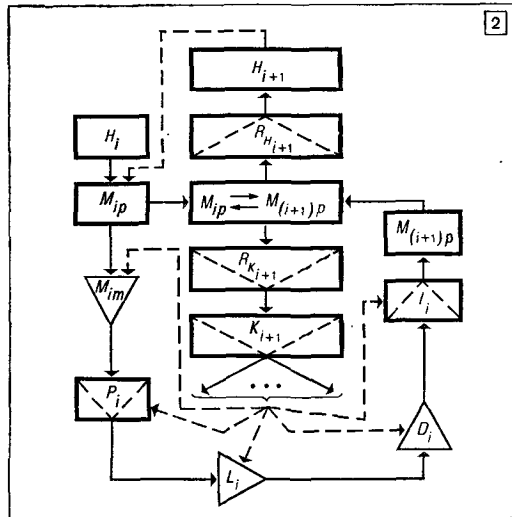 2
H_{i+1}
H_i
R_{H_{i+1}}
M_{ip}
M_{ip} ⇄ M_{(i+1)p}
M_{(i+1)p}
R_{K_{i+1}}
M_{im}
I_i
K_{i+1}
...
P_i
D_i
L_i